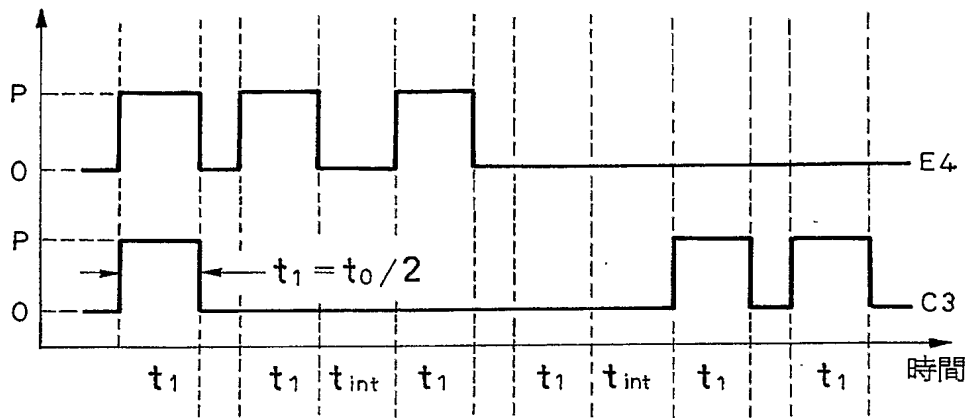 P
O
E4
P
t₁ = t₀/2
O
C3
t₁ t₁ t_int t₁ t₁ t_int t₁ t₁
時間